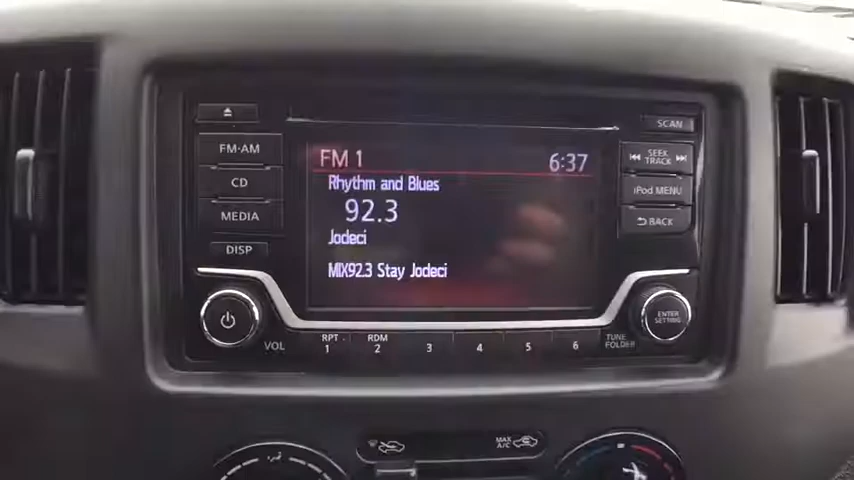 SCAN
FM·AM
FM 1
6:37
SEEK
TRACK
CD
Rhythm and Blues
iPod MENU
MEDIA
92.3
BACK
DISP
Jodeci
MIX92.3 Stay Jodeci
ENTER
SETTING
VOL
RPT
1
RDM
2
3
4
5
6
TUNE
FOLDER
MAX
A/C